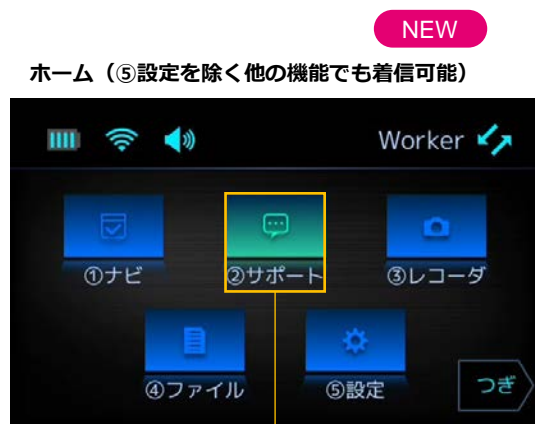 NEW
ホーム（⑤設定を除く他の機能でも着信可能）
Worker
①ナビ
②サポート
③レコーダ
④ファイル
⑤設定
つぎ